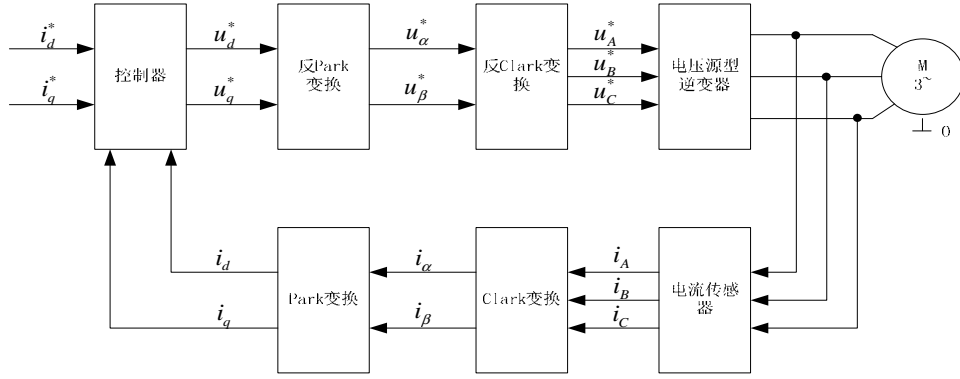 i_d^*
i_q^*
控制器
u_d^*
u_q^*
反Park
变换
u_α^*
u_β^*
反Clark变
换
u_A^*
u_B^*
u_C^*
电压源型
逆变器
M
3~
0
i_d
i_q
Park变换
i_α
i_β
Clark变换
i_A
i_B
i_C
电流传感
器